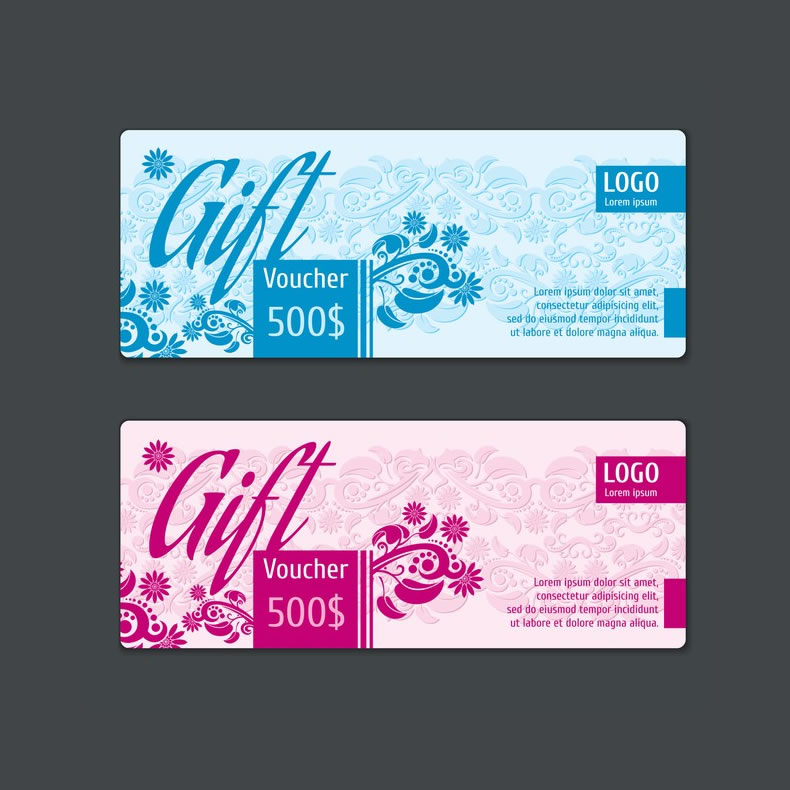 Gift
Voucher
500$
LOGO
Lorem ipsum
Lorem ipsum dolor sit amet,
consectetur adipisicing elit,
sed do eiusmod tempor incididunt
ut labore et dolore magna aliqua.
Gift
Voucher
500$
LOGO
Lorem ipsum
Lorem ipsum dolor sit amet,
consectetur adipisicing elit,
sed do eiusmod tempor incididunt
ut labore et dolore magna aliqua.